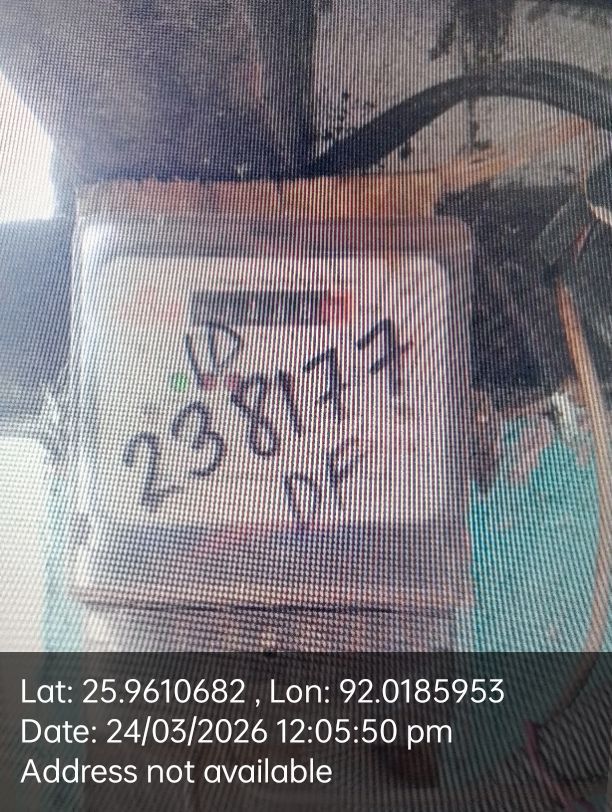 ID
238177
DF
Lat: 25.9610682 , Lon: 92.0185953
Date: 24/03/2026 12:05:50 pm
Address not available